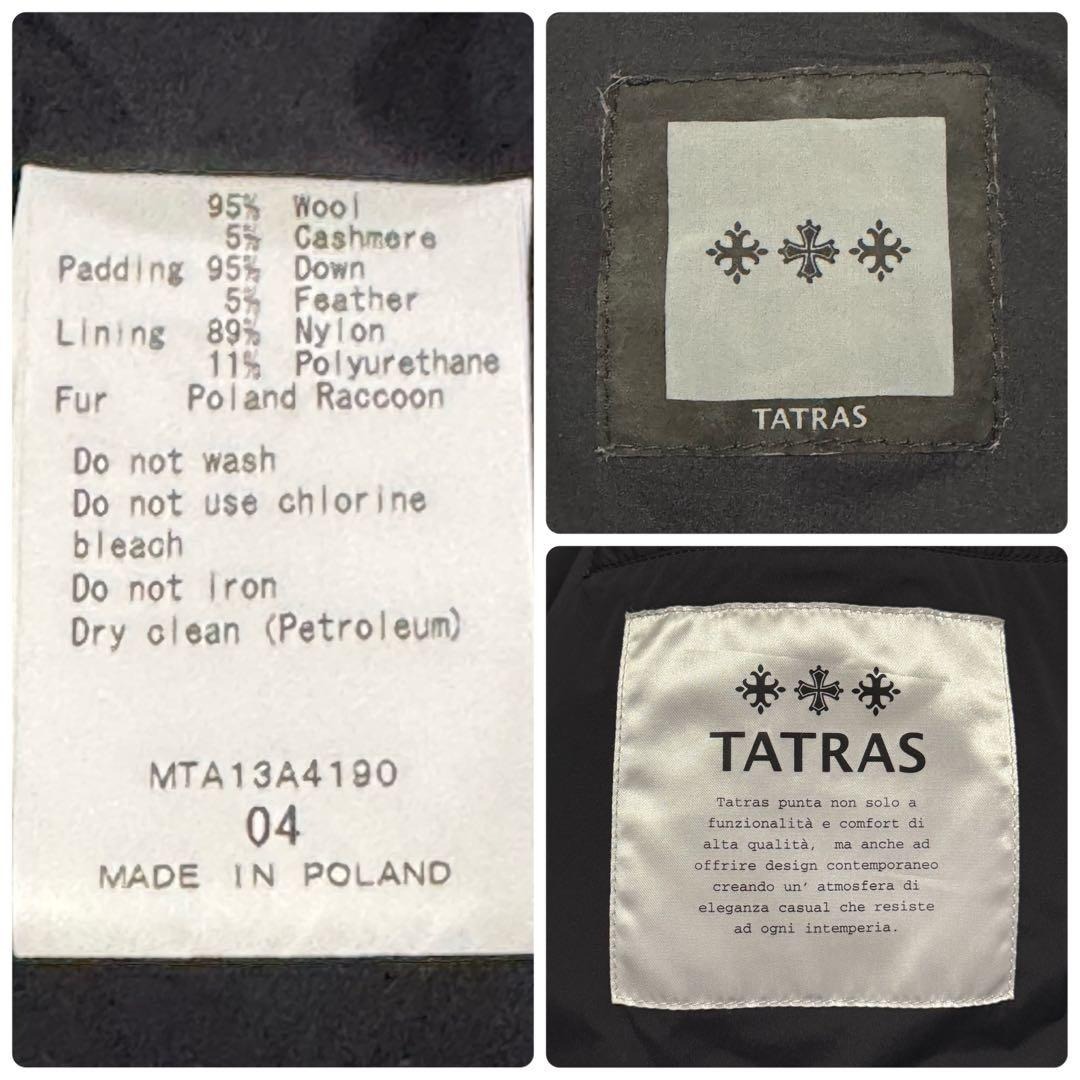 95% Wool
5% Cashmere
Padding 95% Down
5% Feather
Lining 89% Nylon
11% Polyurethane
Fur Poland Raccoon
Do not wash
Do not use chlorine
bleach
Do not iron
Dry clean (Petroleum)
MTA13A4190
04
MADE IN POLAND
TATRAS
TATRAS
Tatras punta non solo a
funzionalità e comfort di
alta qualità, ma anche ad
offrire design contemporaneo
creando un' atmosfera di
eleganza casual che resiste
ad ogni intemperia.